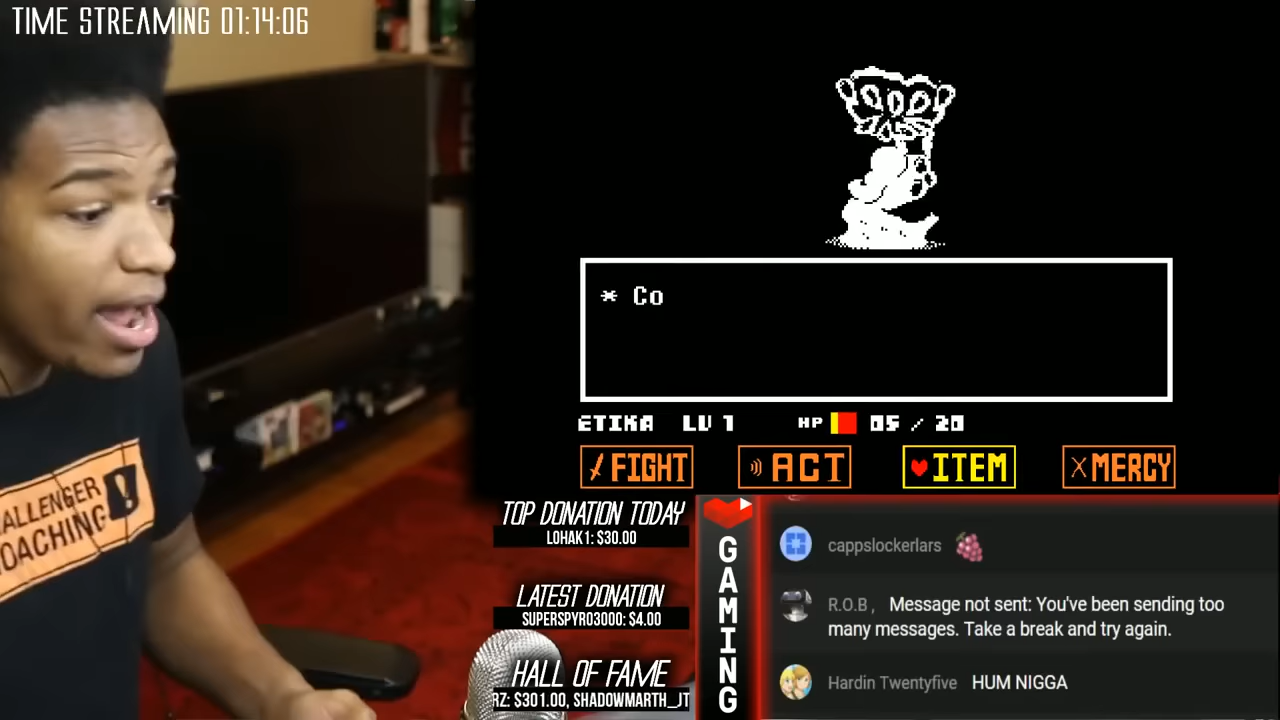 TIME STREAMING 01:14:06
ALLENGER
OACHING
* Co
ETIKA LV 1 HP 05 / 20
FIGHT ACT ITEM MERCY
TOP DONATION TODAY
LOHAK1: $30.00
LATEST DONATION
SUPERSPYRO3000: $4.00
HALL OF FAME
RZ: $301.00, SHADOWMARTH_JT
GAMING
cappslockerlars
R.O.B, Message not sent: You've been sending too
many messages. Take a break and try again.
Hardin Twentyfive HUM NIGGA